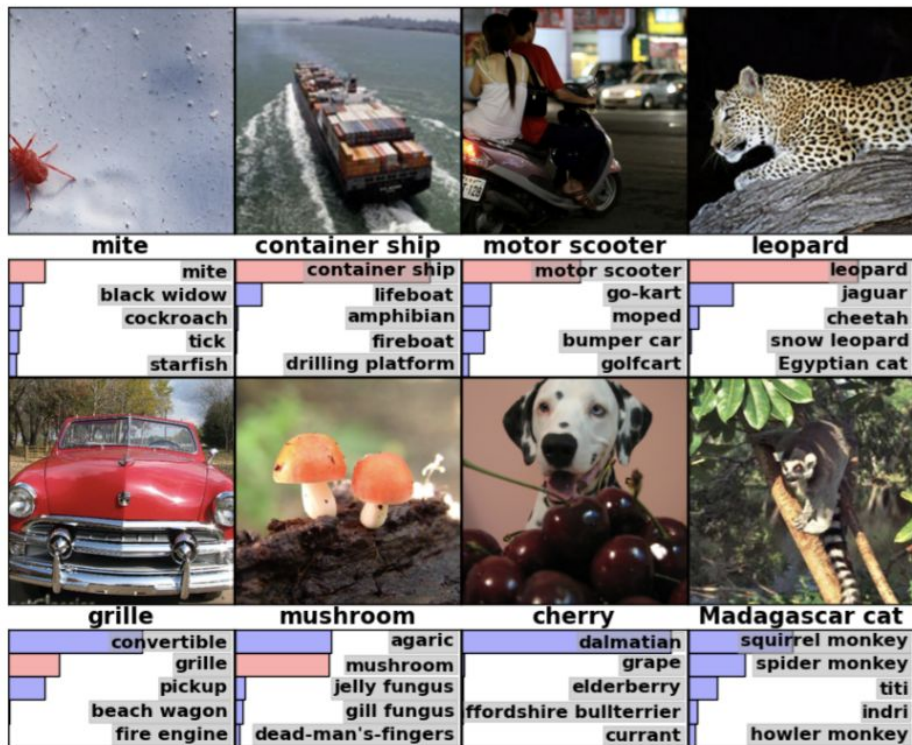 mite
container ship
motor scooter
leopard
mite
black widow
cockroach
tick
starfish
container ship
lifeboat
amphibian
fireboat
drilling platform
motor scooter
go-kart
moped
bumper car
golfcart
leopard
jaguar
cheetah
snow leopard
Egyptian cat
grille
mushroom
cherry
Madagascar cat
convertible
grille
pickup
beach wagon
fire engine
agaric
mushroom
jelly fungus
gill fungus
dead-man's-fingers
dalmatian
grape
elderberry
ffordshire bullterrier
currant
squirrel monkey
spider monkey
titi
indri
howler monkey